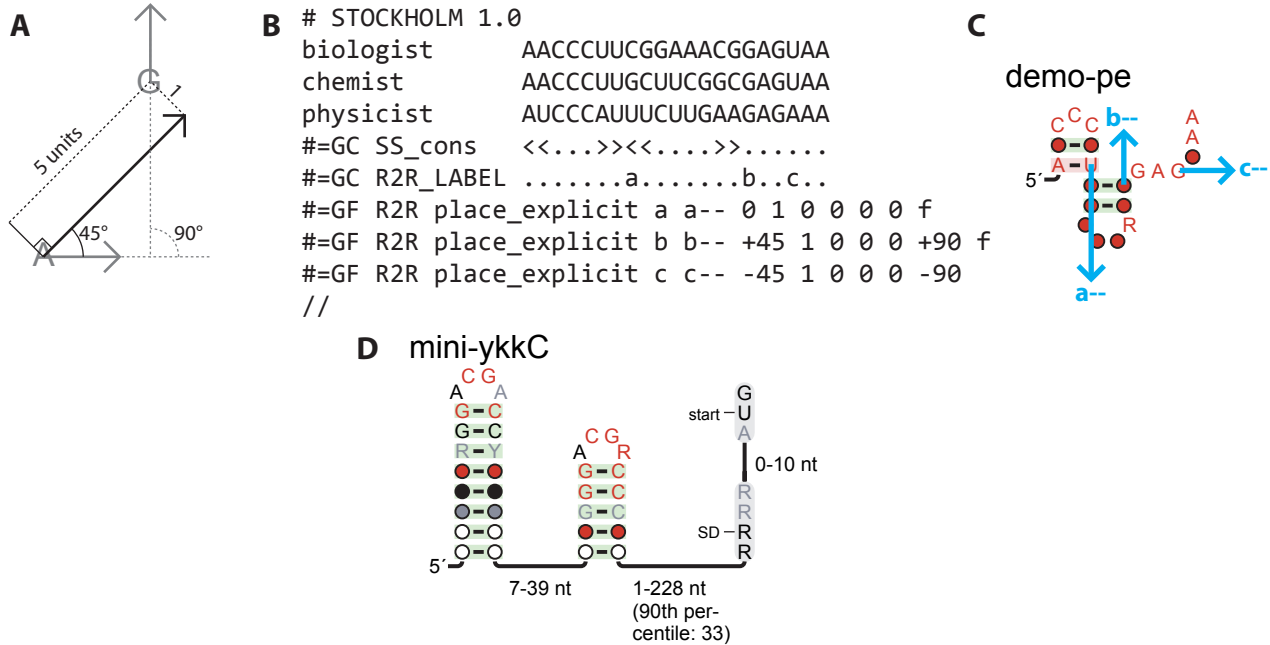 A
G
1
5 units
45°
90°
A
B
# STOCKHOLM 1.0
biologist AACCCUUCGGAAACGGAGUAA
chemist AACCCUUGCUUCGGCGAGUAA
physicist AUCCCAUUUCUUGAAGAGAAA
#=GC SS_cons <<...>><<....>>......
#=GC R2R_LABEL .......a.......b..c..
#=GF R2R place_explicit a a-- 0 1 0 0 0 0 f
#=GF R2R place_explicit b b-- +45 1 0 0 0 +90 f
#=GF R2R place_explicit c c-- -45 1 0 0 0 -90
//
C
demo-pe
C C C
b--
A
A
5´ A U
G A G
c--
R
a--
D
mini-ykkC
C G
A A
G C
G C
R Y
5´
7-39 nt
C G
A R
G C
G C
G C
1-228 nt
(90th per-
centile: 33)
G
start U
A
0-10 nt
R
R
SD R
R